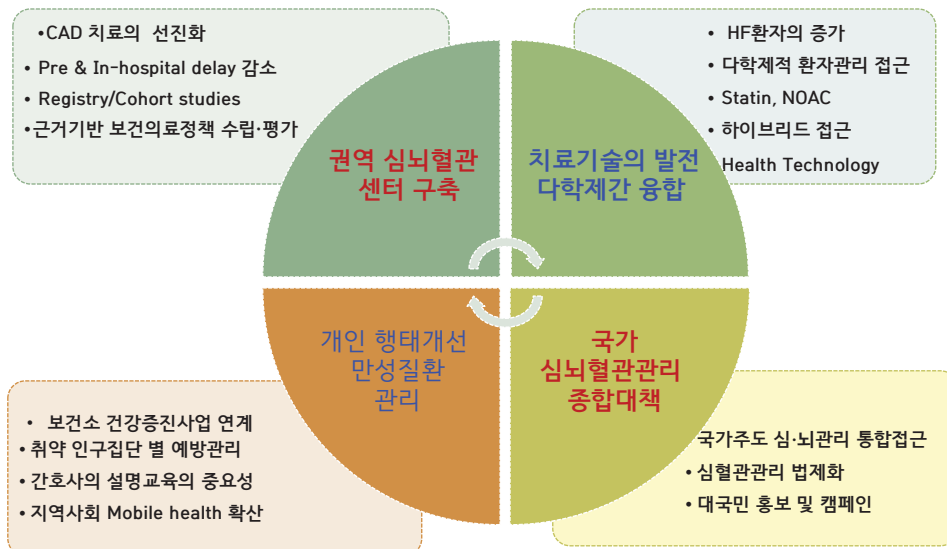 •CAD 치료의 선진화
• Pre & In-hospital delay 감소
• Registry/Cohort studies
•근거기반 보건의료정책 수립·평가
• HF환자의 증가
• 다학제적 환자관리 접근
• Statin, NOAC
• 하이브리드 접근
Health Technology
권역 심뇌혈관
센터 구축
치료기술의 발전
다학제간 융합
개인 행태개선
만성질환
관리
국가
심뇌혈관관리
종합대책
• 보건소 건강증진사업 연계
• 취약 인구집단 별 예방관리
• 간호사의 설명교육의 중요성
• 지역사회 Mobile health 확산
• 국가주도 심·뇌관리 통합접근
• 심혈관관리 법제화
• 대국민 홍보 및 캠페인